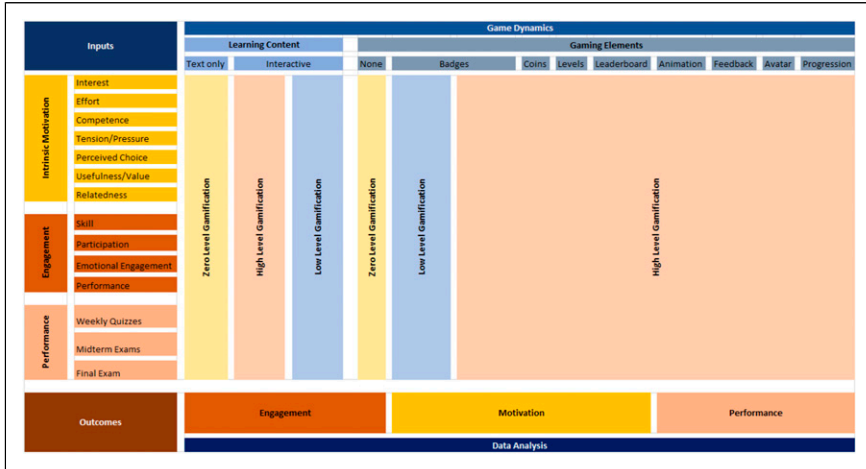 Game Dynamics
Inputs
Learning Content
Gaming Elements
Text only
Interactive
None
Badges
Coins
Levels
Leaderboard
Animation
Feedback
Avatar
Progression
Intrinsic Motivation
Interest
Effort
Competence
Tension/Pressure
Perceived Choice
Usefulness/Value
Relatedness
Engagement
Skill
Participation
Emotional Engagement
Performance
Performance
Weekly Quizzes
Midterm Exams
Final Exam
Zero Level Gamification
High Level Gamification
Low Level Gamification
Zero Level Gamification
Low Level Gamification
High Level Gamification
Outcomes
Engagement
Motivation
Performance
Data Analysis